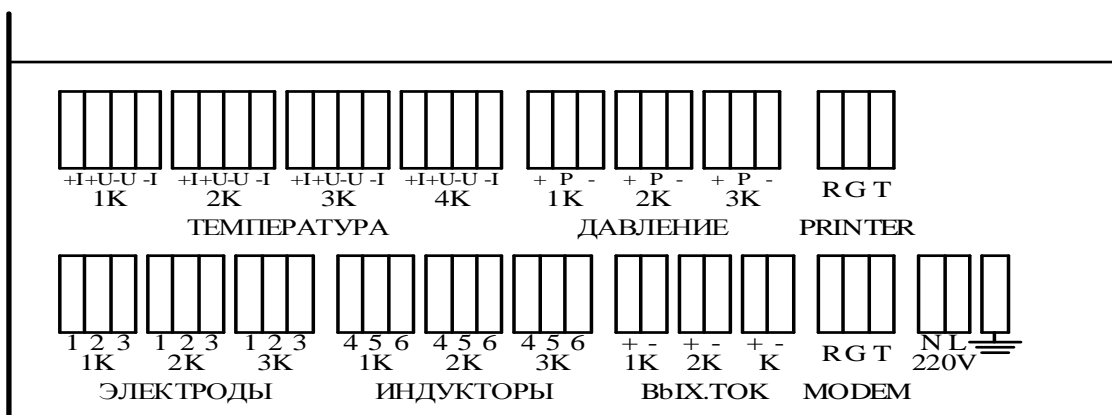 +I+U-U -I +I+U-U -I +I+U-U -I +I+U-U -I + P - + P - + P -
1K 2K 3K 4K 1K 2K 3K R G T
ТЕМПЕРАТУРА ДАВЛЕНИЕ PRINTER
1 2 3 1 2 3 1 2 3 4 5 6 4 5 6 4 5 6 + - + - + - N L
1K 2K 3K 1K 2K 3K 1K 2K K R G T 220V
ЭЛЕКТРОДЫ ИНДУКТОРЫ ВЫХ.ТОК MODEM